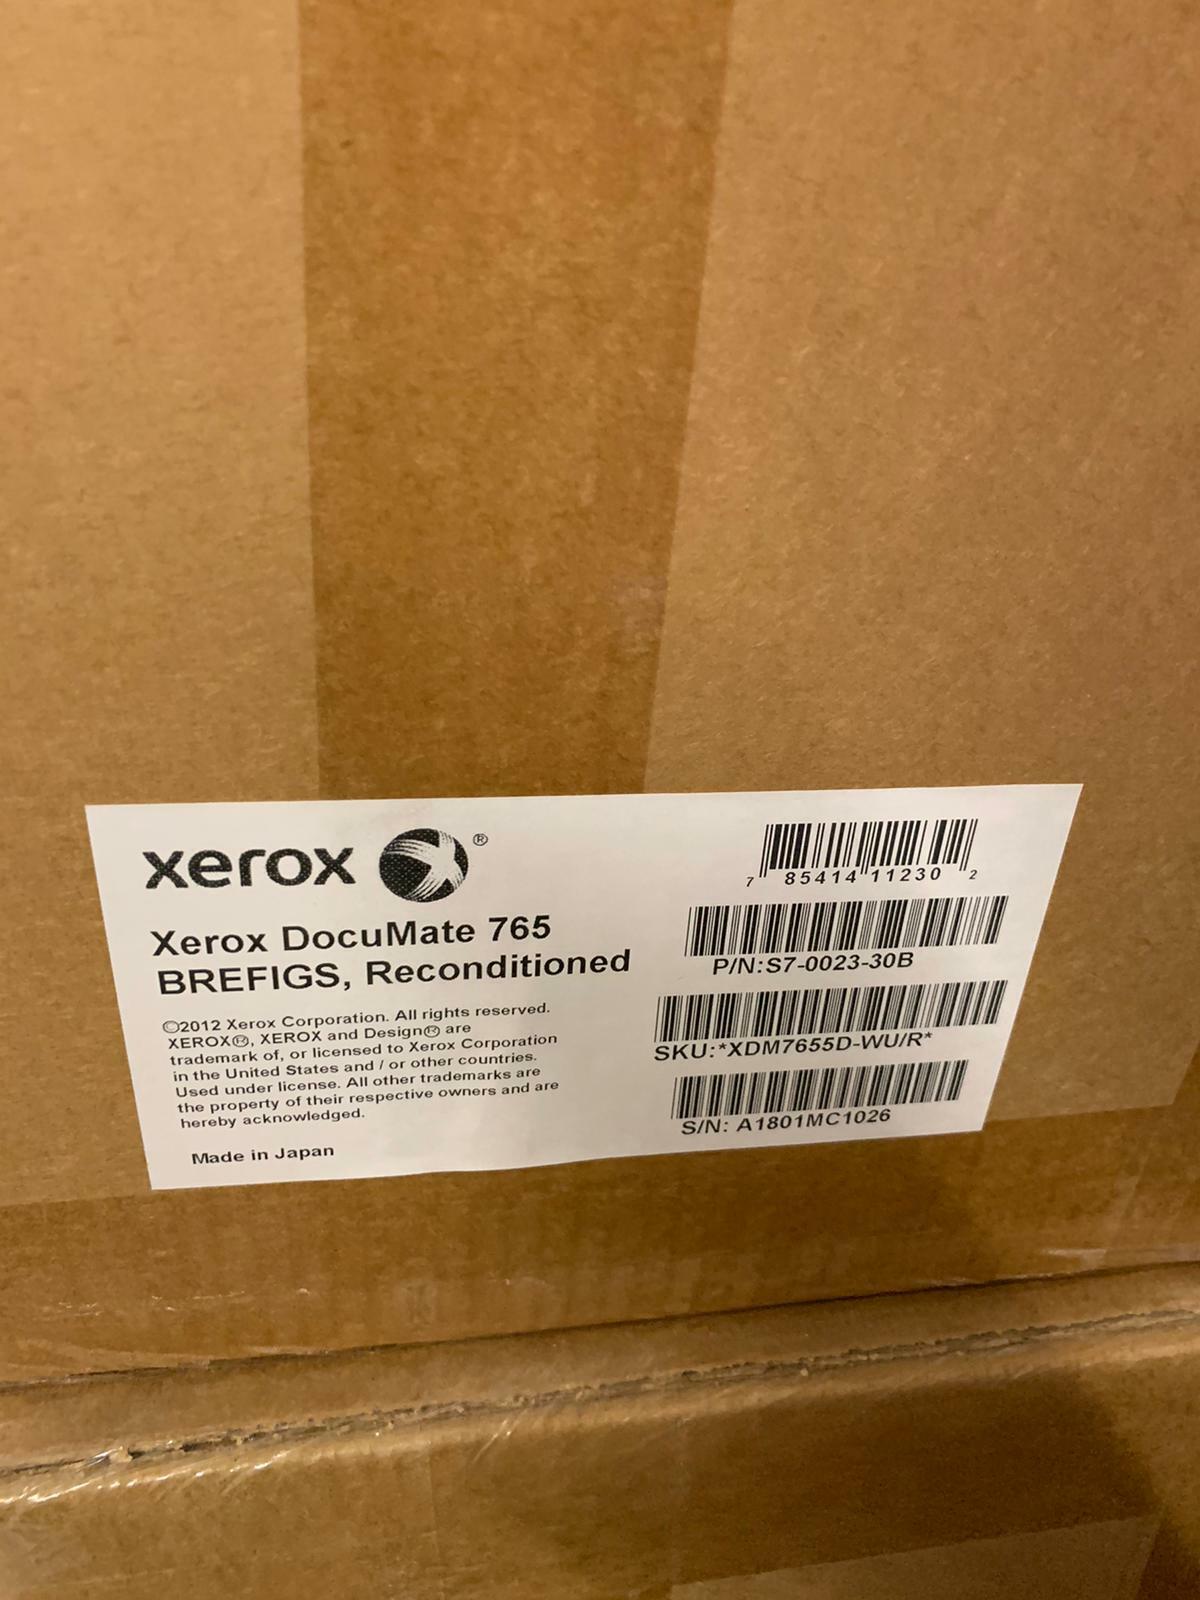 xerox ®
Xerox DocuMate 765
BREFIGS, Reconditioned
©2012 Xerox Corporation. All rights reserved.
XEROX®, XEROX and Design® are
trademark of, or licensed to Xerox Corporation
in the United States and / or other countries.
Used under license. All other trademarks are
the property of their respective owners and are
hereby acknowledged.
Made in Japan
7 85414 11230 2
P/N:S7-0023-30B
SKU:*XDM7655D-WU/R*
S/N: A1801MC1026